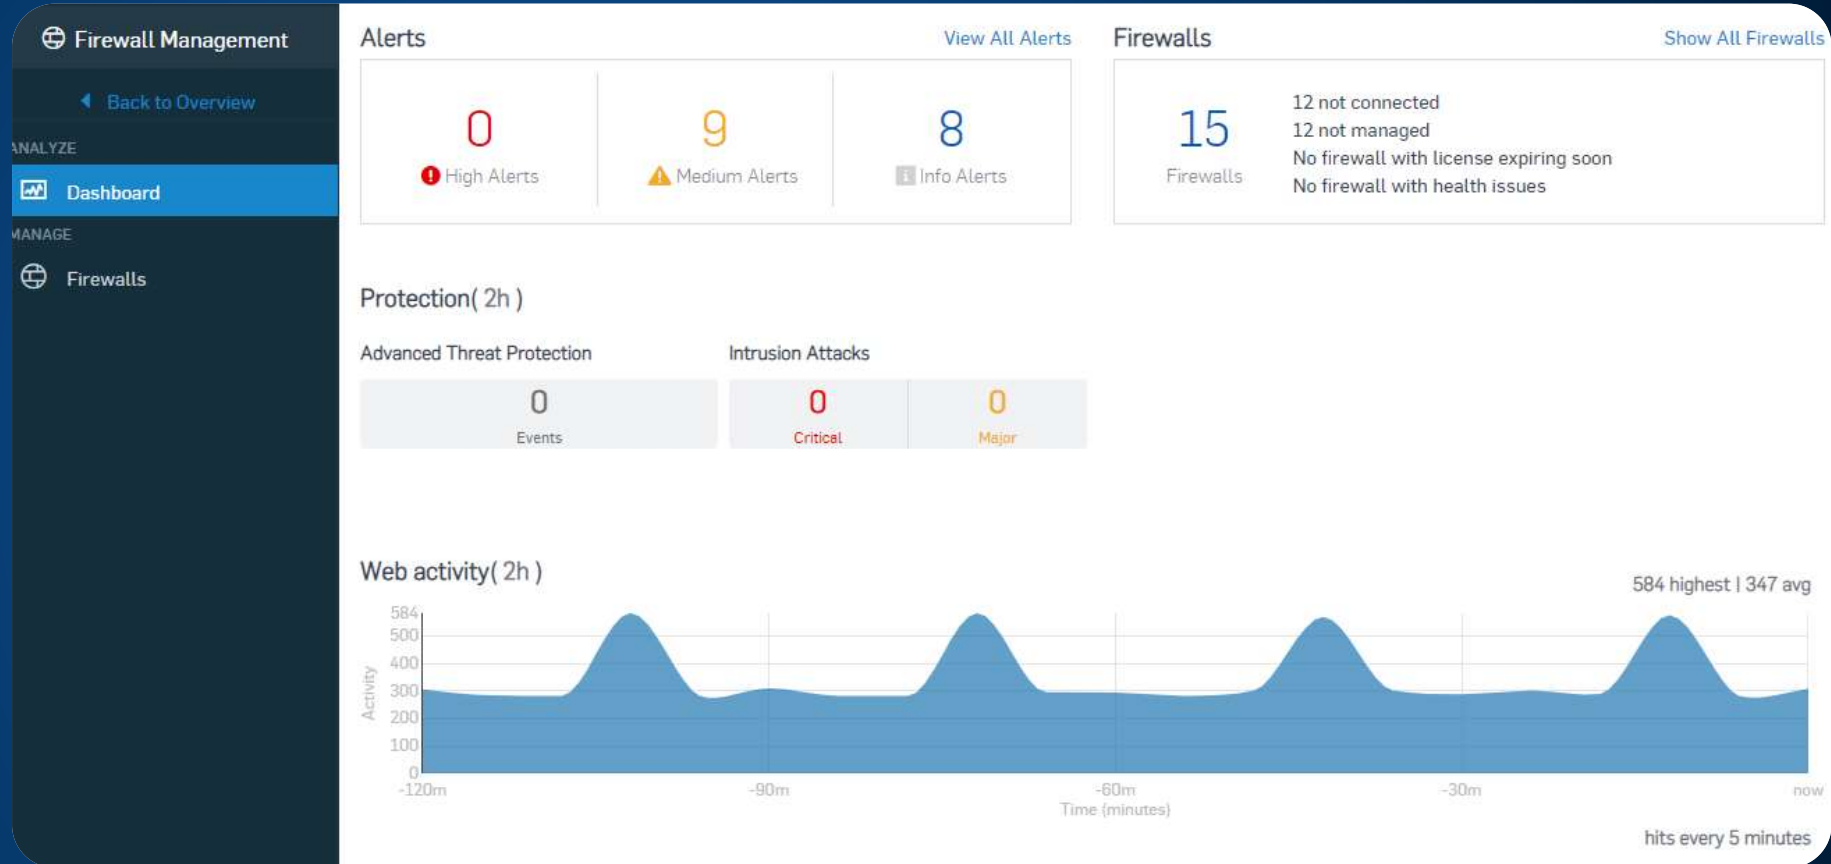 Firewall Management
Back to Overview
ANALYZE
Dashboard
MANAGE
Firewalls
Alerts
View All Alerts
0
High Alerts
9
Medium Alerts
8
Info Alerts
Firewalls
Show All Firewalls
15
Firewalls
12 not connected
12 not managed
No firewall with license expiring soon
No firewall with health issues
Protection( 2h )
Advanced Threat Protection
0
Events
Intrusion Attacks
0
Critical
0
Major
Web activity( 2h )
584 highest | 347 avg
584
500
400
300
200
100
0
Activity
-120m
-90m
-60m
-30m
now
Time (minutes)
hits every 5 minutes